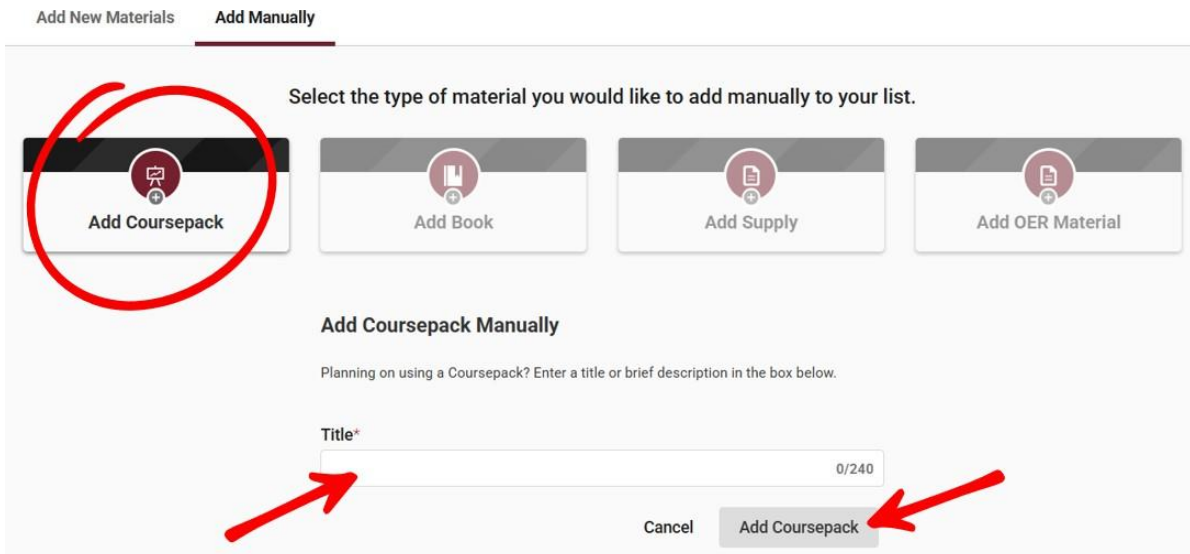 Add New Materials Add Manually
Select the type of material you would like to add manually to your list.
Add Coursepack Add Book Add Supply Add OER Material
Add Coursepack Manually
Planning on using a Coursepack? Enter a title or brief description in the box below.
Title*
0/240
Cancel Add Coursepack